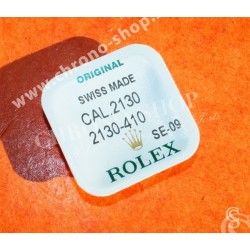 ORIGINAL
SWISS MADE
CAL.2130
2130-410
SE-09
ROLEX